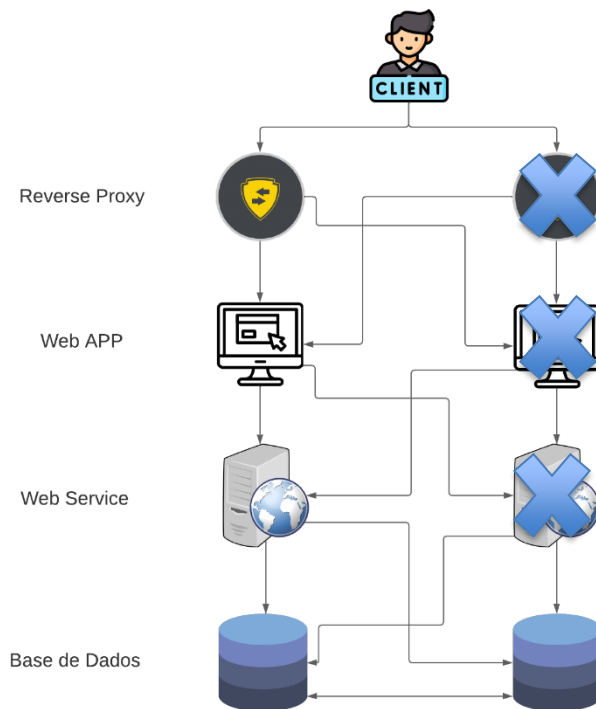 CLIENT
Reverse Proxy
Web APP
Web Service
Base de Dados